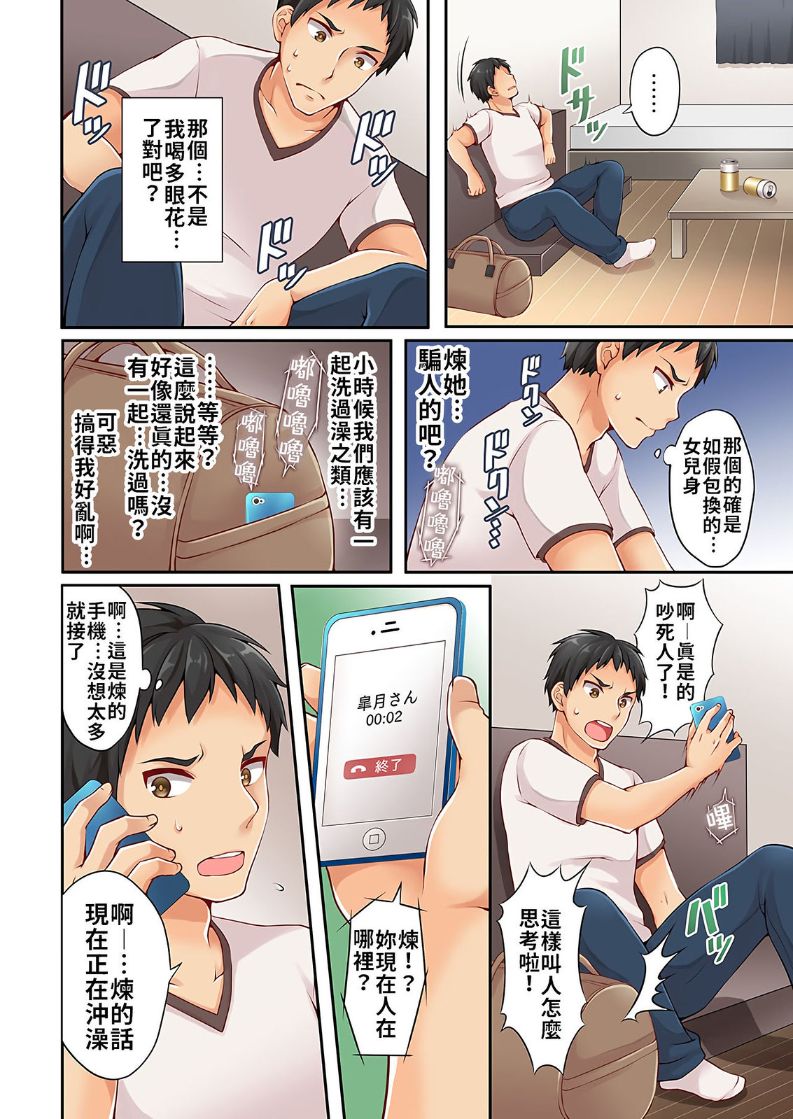 ……
ドサッ
那個…不是
我喝多眼花…
了對吧？
ドッ
ドッ
ドッ
那個的確是
如假包換的…
女兒身
ドクン
ドクン…
煉她…
騙人的吧？
嘟嚕嚕嚕
小時候我們應該有一
起洗過澡之類…
嘟嚕嚕嚕
嘟嚕嚕嚕
……等等？
這麼說起來
好像還真的…沒
有一起…洗過嗎？
可惡
搞得我好亂啊…
啊—真是的
吵死人了！
嗶
バッ
這樣叫人怎麼
思考啦！
皐月さん
00:02
終了
煉！？
妳現在人在
哪裡？
啊…這是煉的
手機…沒想太多
就接了
啊—…煉的話
現在正在沖澡